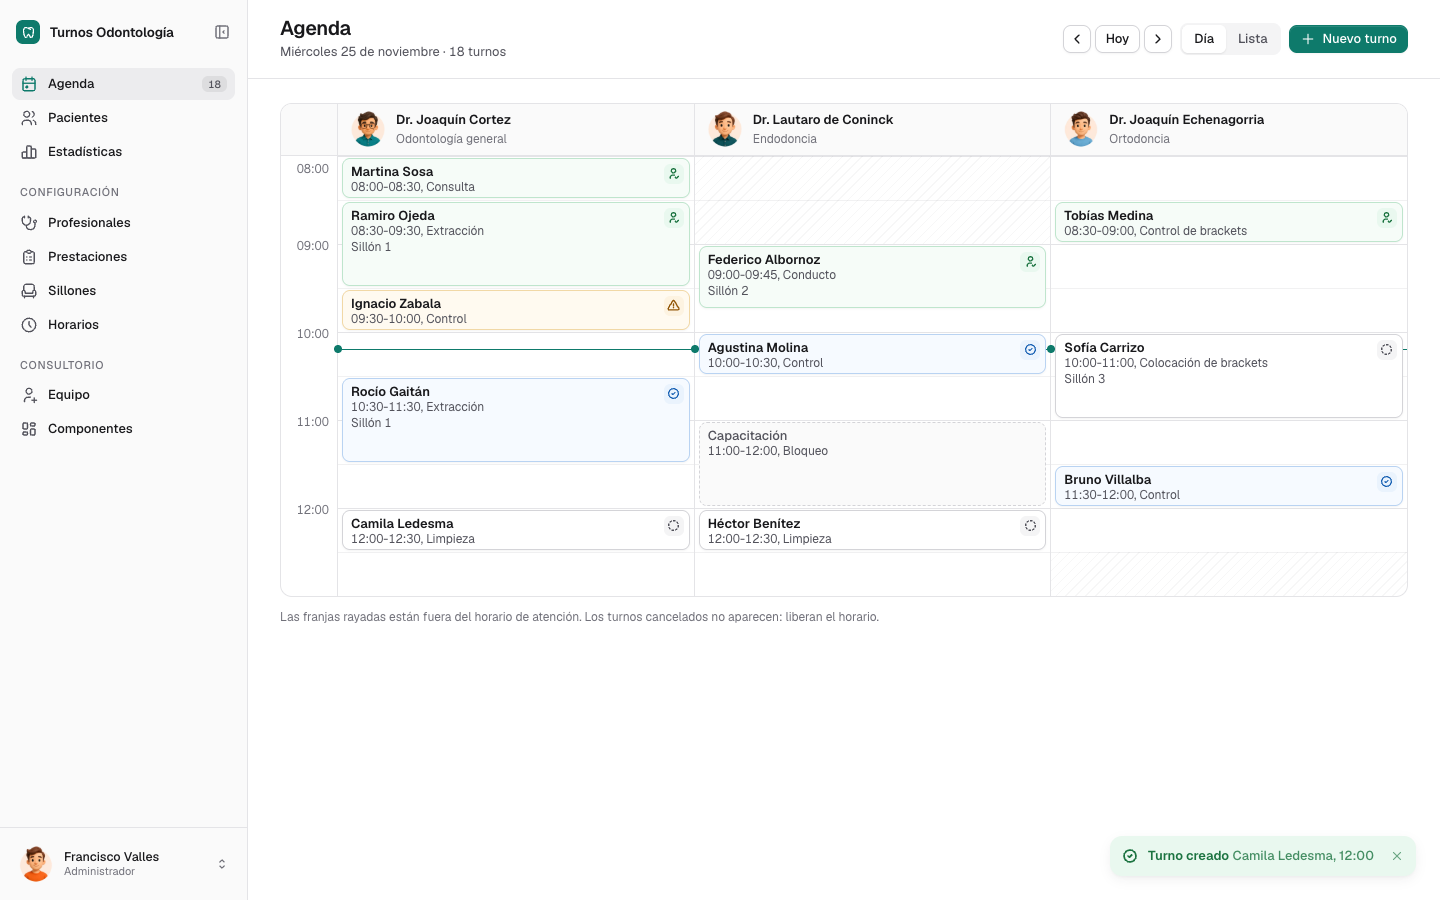 Turnos Odontología
Agenda
18
Pacientes
Estadísticas
CONFIGURACIÓN
Profesionales
Prestaciones
Sillones
Horarios
CONSULTORIO
Equipo
Componentes
Francisco Valles
Administrador
Agenda
Miércoles 25 de noviembre · 18 turnos
Hoy
Día
Lista
Nuevo turno
Dr. Joaquín Cortez
Odontología general
Dr. Lautaro de Coninck
Endodoncia
Dr. Joaquín Echenagorria
Ortodoncia
08:00
09:00
10:00
11:00
12:00
Martina Sosa
08:00-08:30, Consulta
Ramiro Ojeda
08:30-09:30, Extracción
Sillón 1
Ignacio Zabala
09:30-10:00, Control
Rocío Gaitán
10:30-11:30, Extracción
Sillón 1
Camila Ledesma
12:00-12:30, Limpieza
Federico Albornoz
09:00-09:45, Conducto
Sillón 2
Agustina Molina
10:00-10:30, Control
Capacitación
11:00-12:00, Bloqueo
Héctor Benítez
12:00-12:30, Limpieza
Tobías Medina
08:30-09:00, Control de brackets
Sofía Carrizo
10:00-11:00, Colocación de brackets
Sillón 3
Bruno Villalba
11:30-12:00, Control
Las franjas rayadas están fuera del horario de atención. Los turnos cancelados no aparecen: liberan el horario.
Turno creado Camila Ledesma, 12:00